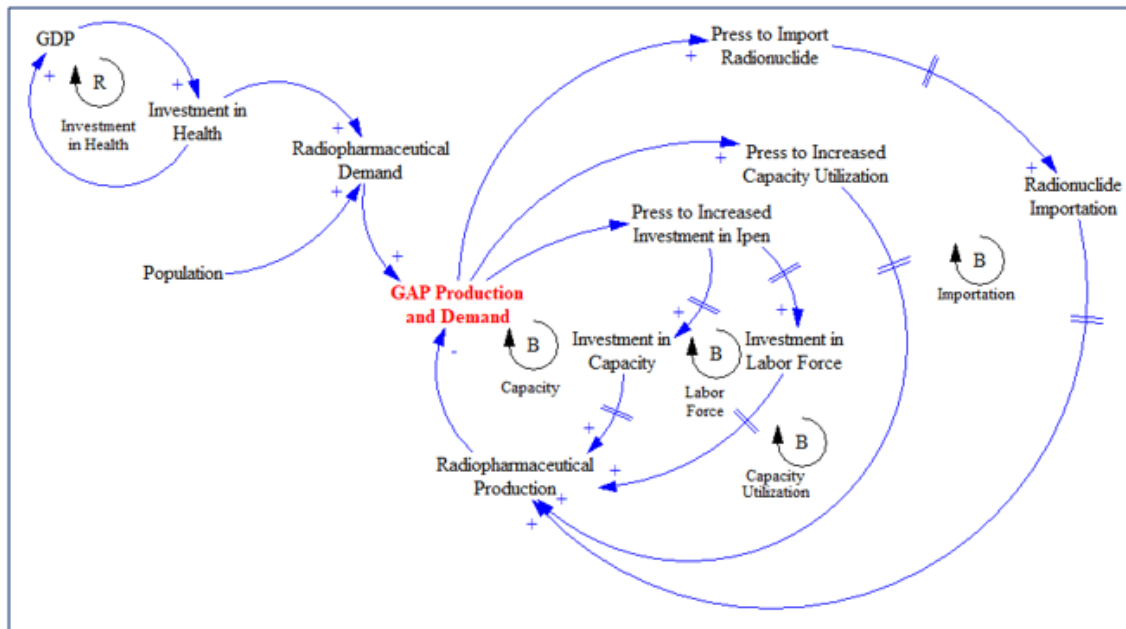 GDP
+
R
Investment
in Health
+
Investment in
Health
+
Radiopharmaceutical
Demand
+
Population
+
GAP Production
and Demand
-
Press to Import
Radionuclide
+
Press to Increased
Capacity Utilization
+
Press to Increased
Investment in Ipen
+
Radionuclide
Importation
B
Importation
+
Investment in
Capacity
+
Investment in
Labor Force
B
Capacity
B
Labor
Force
B
Capacity
Utilization
+
+
Radiopharmaceutical
Production
+
+